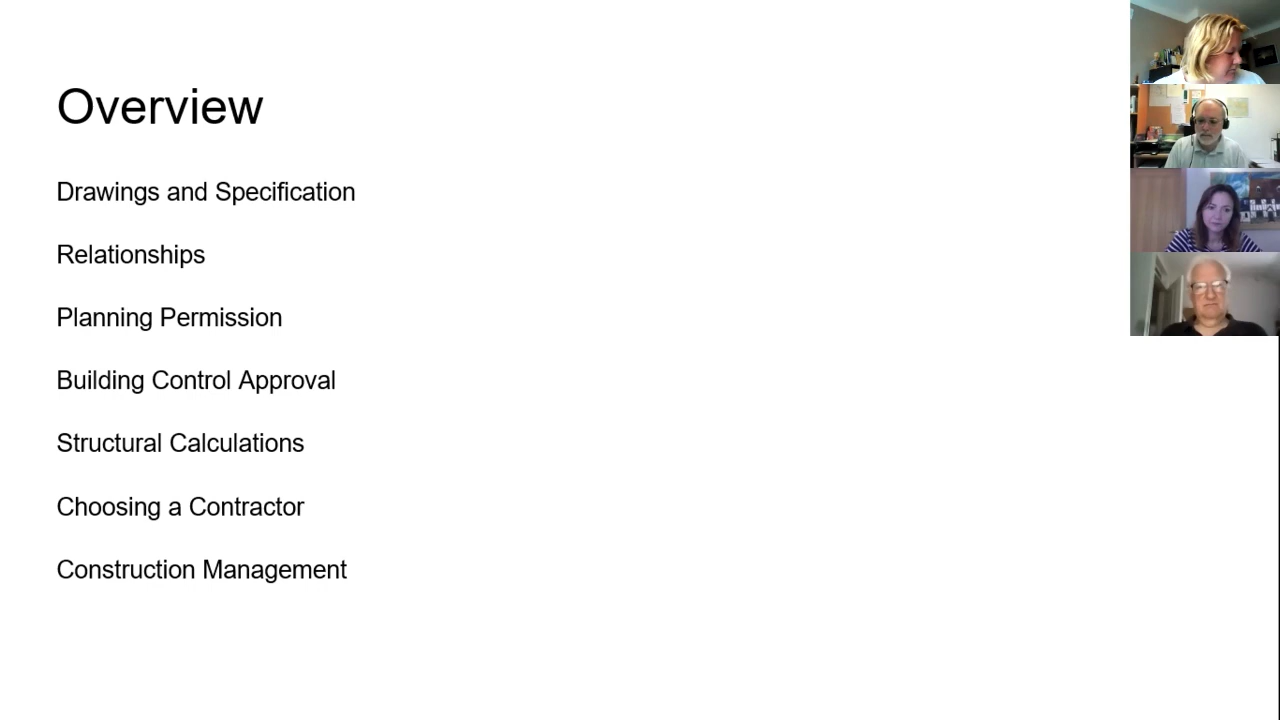 Overview
Drawings and Specification
Relationships
Planning Permission
Building Control Approval
Structural Calculations
Choosing a Contractor
Construction Management